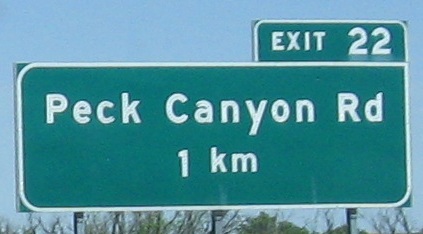 EXIT 22
Peck Canyon Rd
1 km